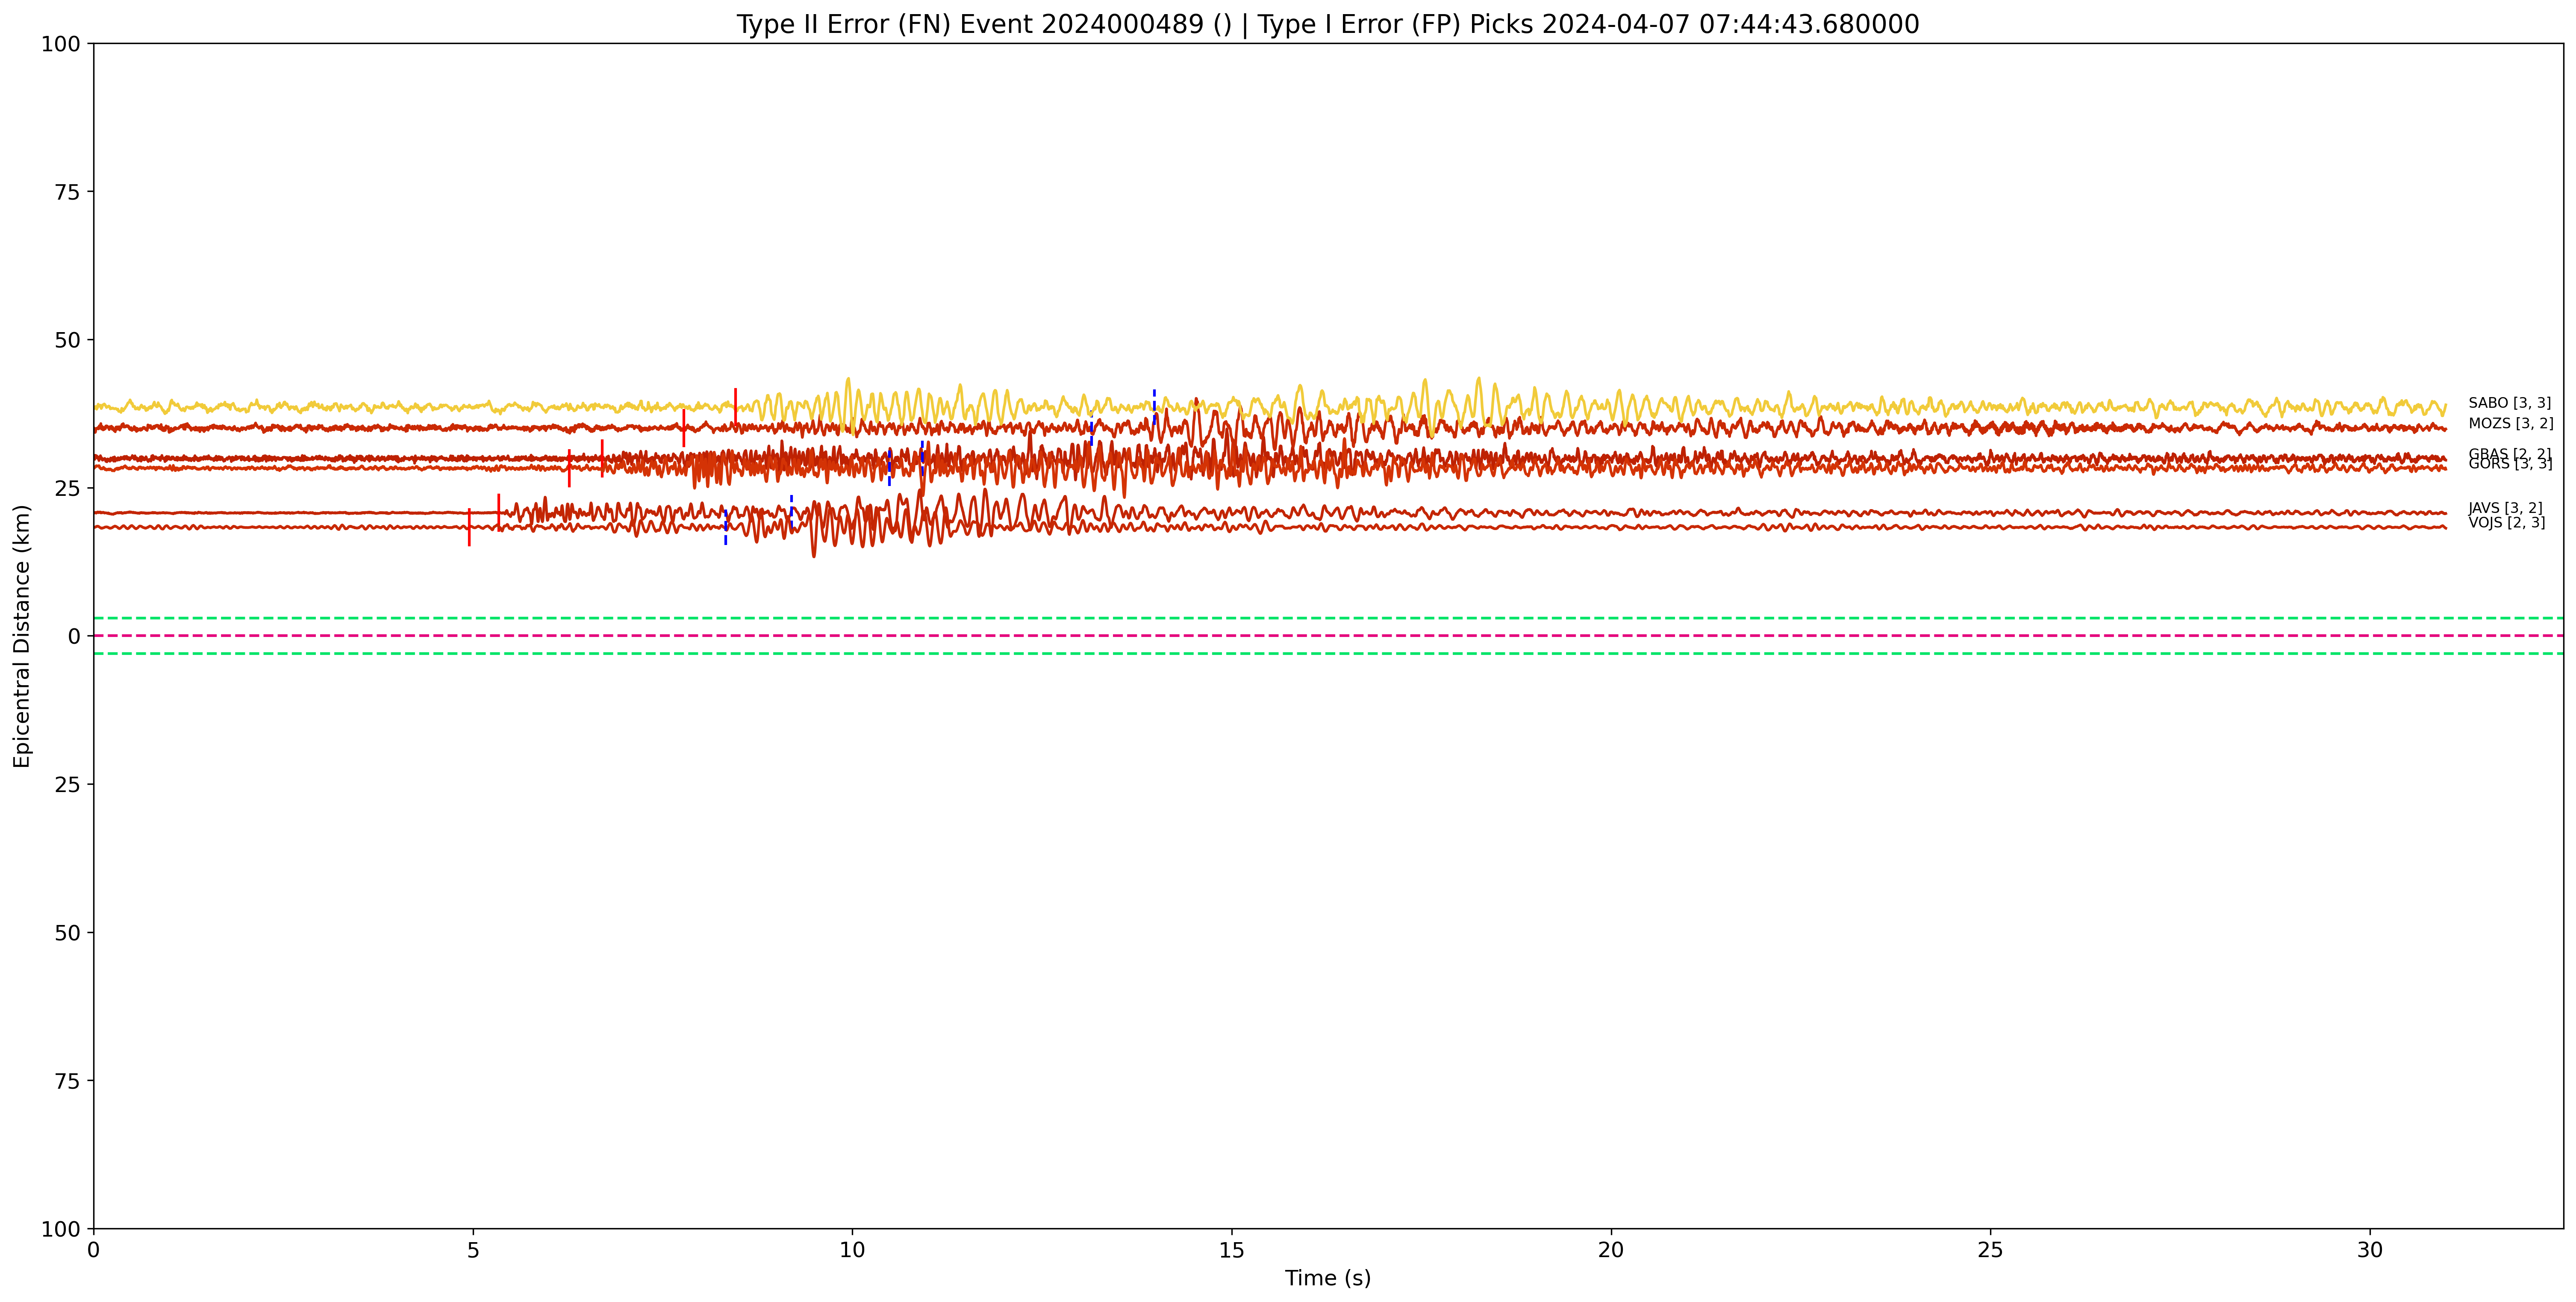 Type II Error (FN) Event 2024000489 () | Type I Error (FP) Picks 2024-04-07 07:44:43.680000
100
75
50
25
0
25
50
75
100
Epicentral Distance (km)
SABO [3, 3]
MOZS [3, 2]
GBAS [2, 2]
GORS [3, 3]
JAVS [3, 2]
VOJS [2, 3]
0
5
10
15
20
25
30
Time (s)